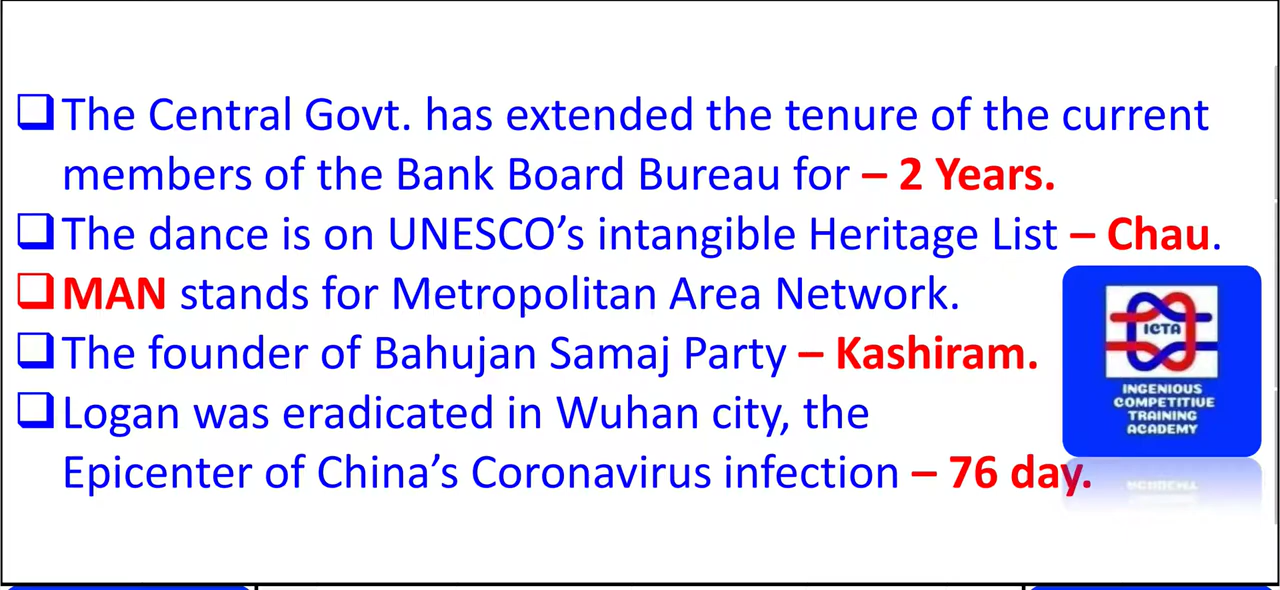 The Central Govt. has extended the tenure of the current
members of the Bank Board Bureau for – 2 Years.
The dance is on UNESCO’s intangible Heritage List – Chau.
MAN stands for Metropolitan Area Network.
The founder of Bahujan Samaj Party – Kashiram.
Logan was eradicated in Wuhan city, the
Epicenter of China’s Coronavirus infection – 76 day.
ICTA
INGENIOUS
COMPETITIVE
TRAINING
ACADEMY